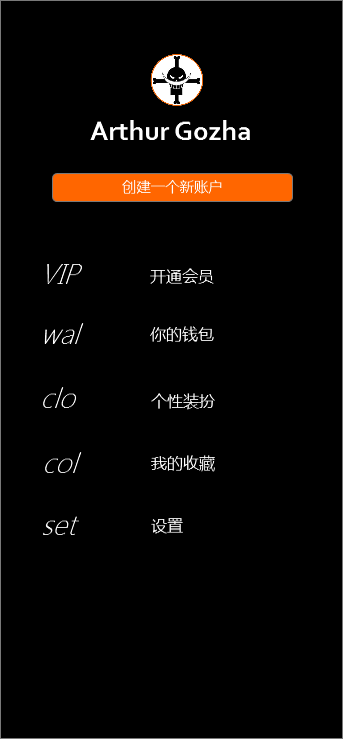 Arthur Gozha
创建一个新账户
VIP 开通会员
wal 你的钱包
clo 个性装扮
col 我的收藏
set 设置